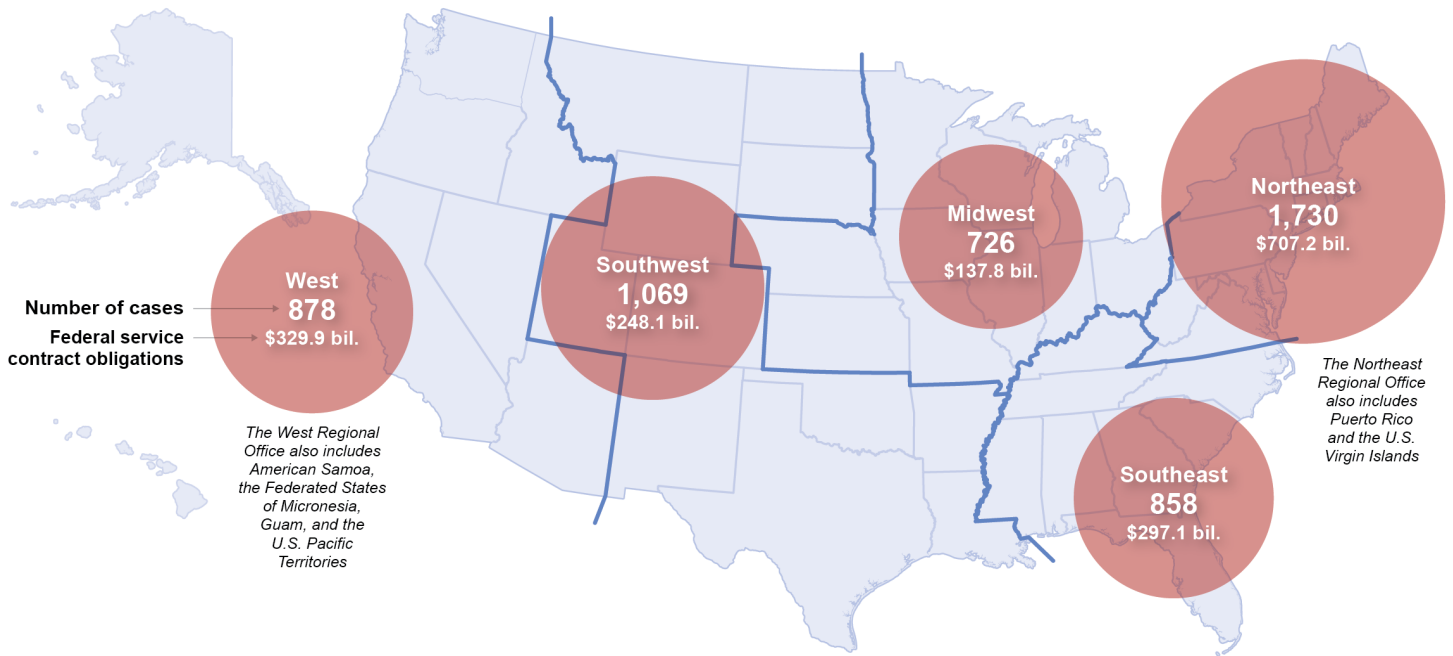 Number of cases
Federal service
contract obligations
West
878
$329.9 bil.
The West Regional
Office also includes
American Samoa,
the Federated States
of Micronesia,
Guam, and the
U.S. Pacific
Territories
Southwest
1,069
$248.1 bil.
Midwest
726
$137.8 bil.
Northeast
1,730
$707.2 bil.
The Northeast
Regional Office
also includes
Puerto Rico
and the U.S.
Virgin Islands
Southeast
858
$297.1 bil.